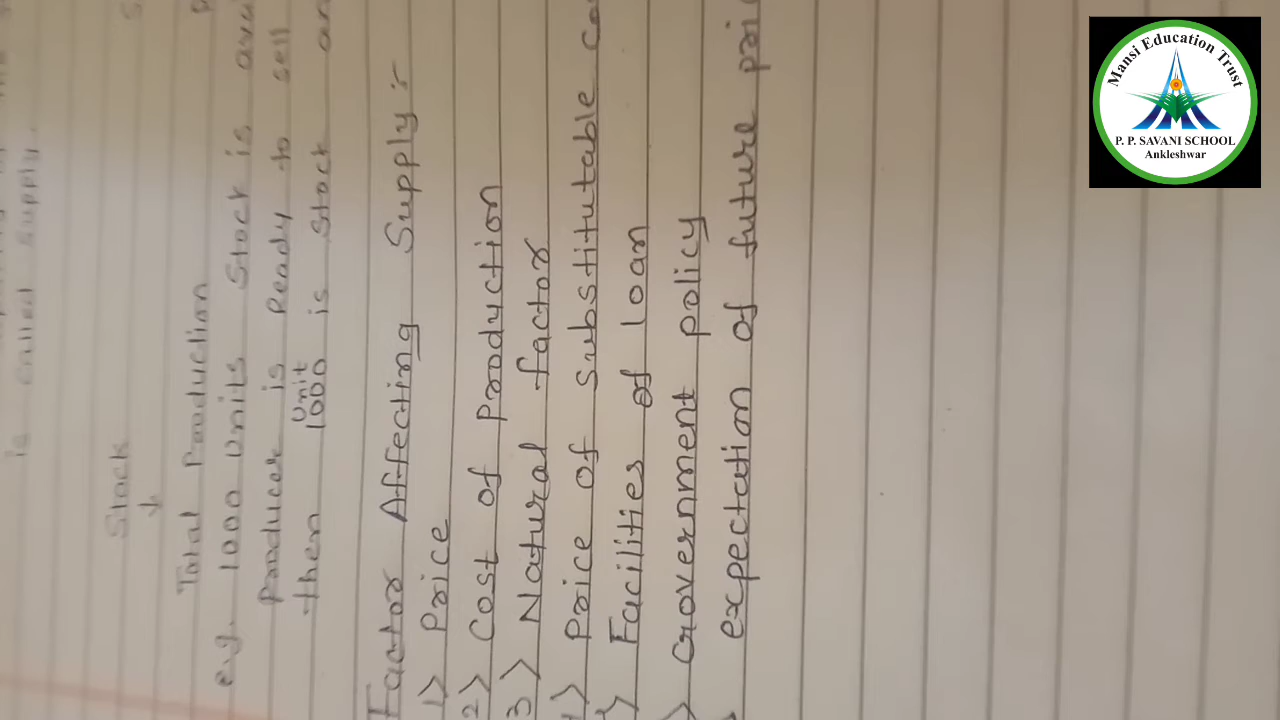 is called supply.
Stock
Total Production
e.g. 1000 Units Stock is
Producer is Ready to sell
Unit
then 1000 is stock
Factor Affecting Supply :-
1> Price
2> Cost of Production
3> Natural factor
> Price of substitutable
> Facilities of loan
> Government policy
> expectation of future
Mansi Education Trust
P. P. SAVANI SCHOOL
Ankleshwar